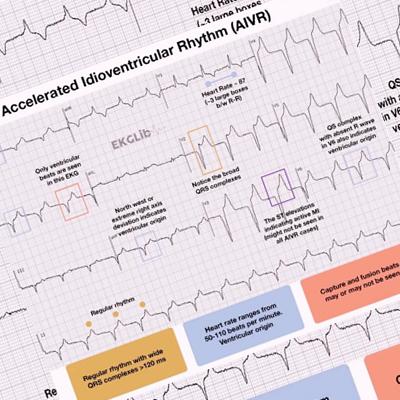 Heart Rate
(~3 large boxes
Accelerated Idioventricular Rhythm (AIVR)
Heart Rate ~ 87
(~3 large boxes
b/w R-R)
EKGLib
Only ventricular
beats are seen
in this EKG
Notice the broad
QRS complexes
QS complex
with absent R wave
in V6 also indicates
ventricular origin
QS
with a
in V6
North west or
extreme right axis
deviation indicates
ventricular origin
The ST elevations
indicating active MI
(might not be seen in
all AIVR cases)
III
II
Regular rhythm
Regular rhythm with wide
QRS complexes >120 ms
Heart rate ranges from
50-110 beats per minute.
Ventricular origin
Capture and fusion beats
may or may not be seen
Re